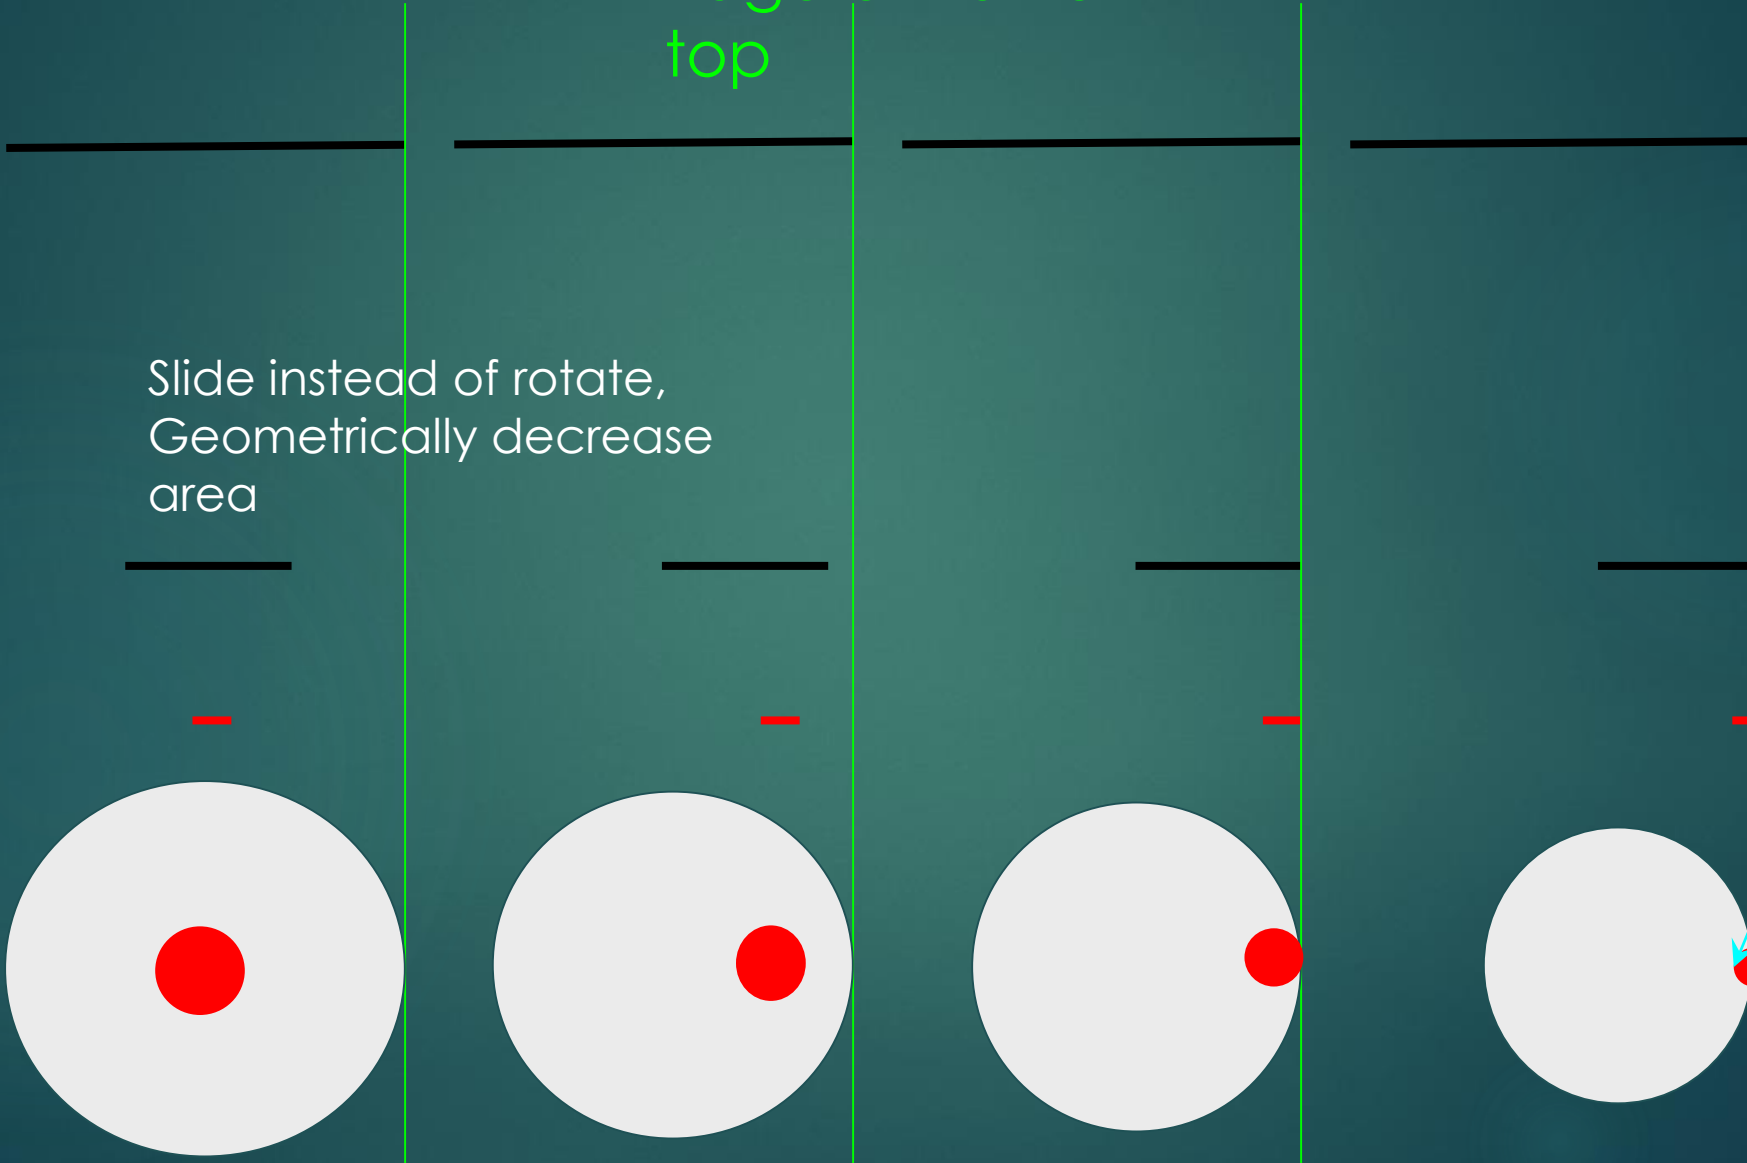 top
Slide instead of rotate,
Geometrically decrease
area